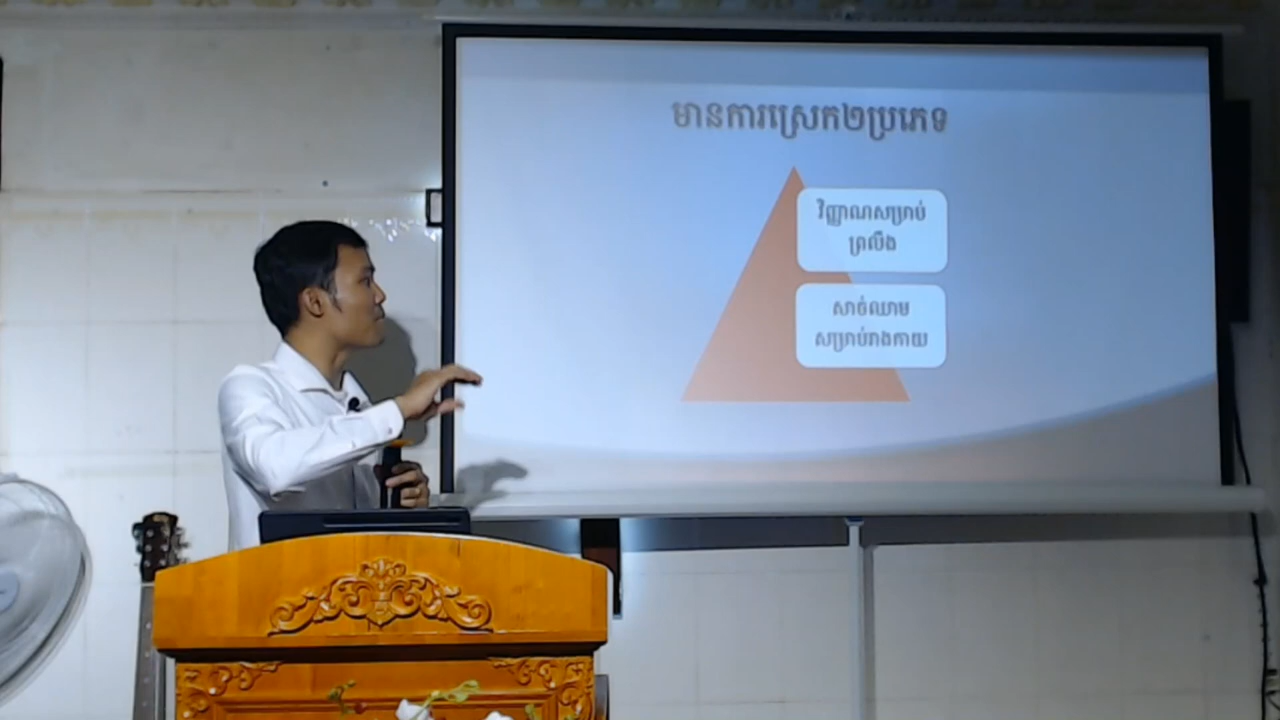 មានការស្រេក២ប្រភេទ
វិញ្ញាណសម្រាប់
ព្រលឹង
សាច់ឈាម
សម្រាប់រាងកាយ